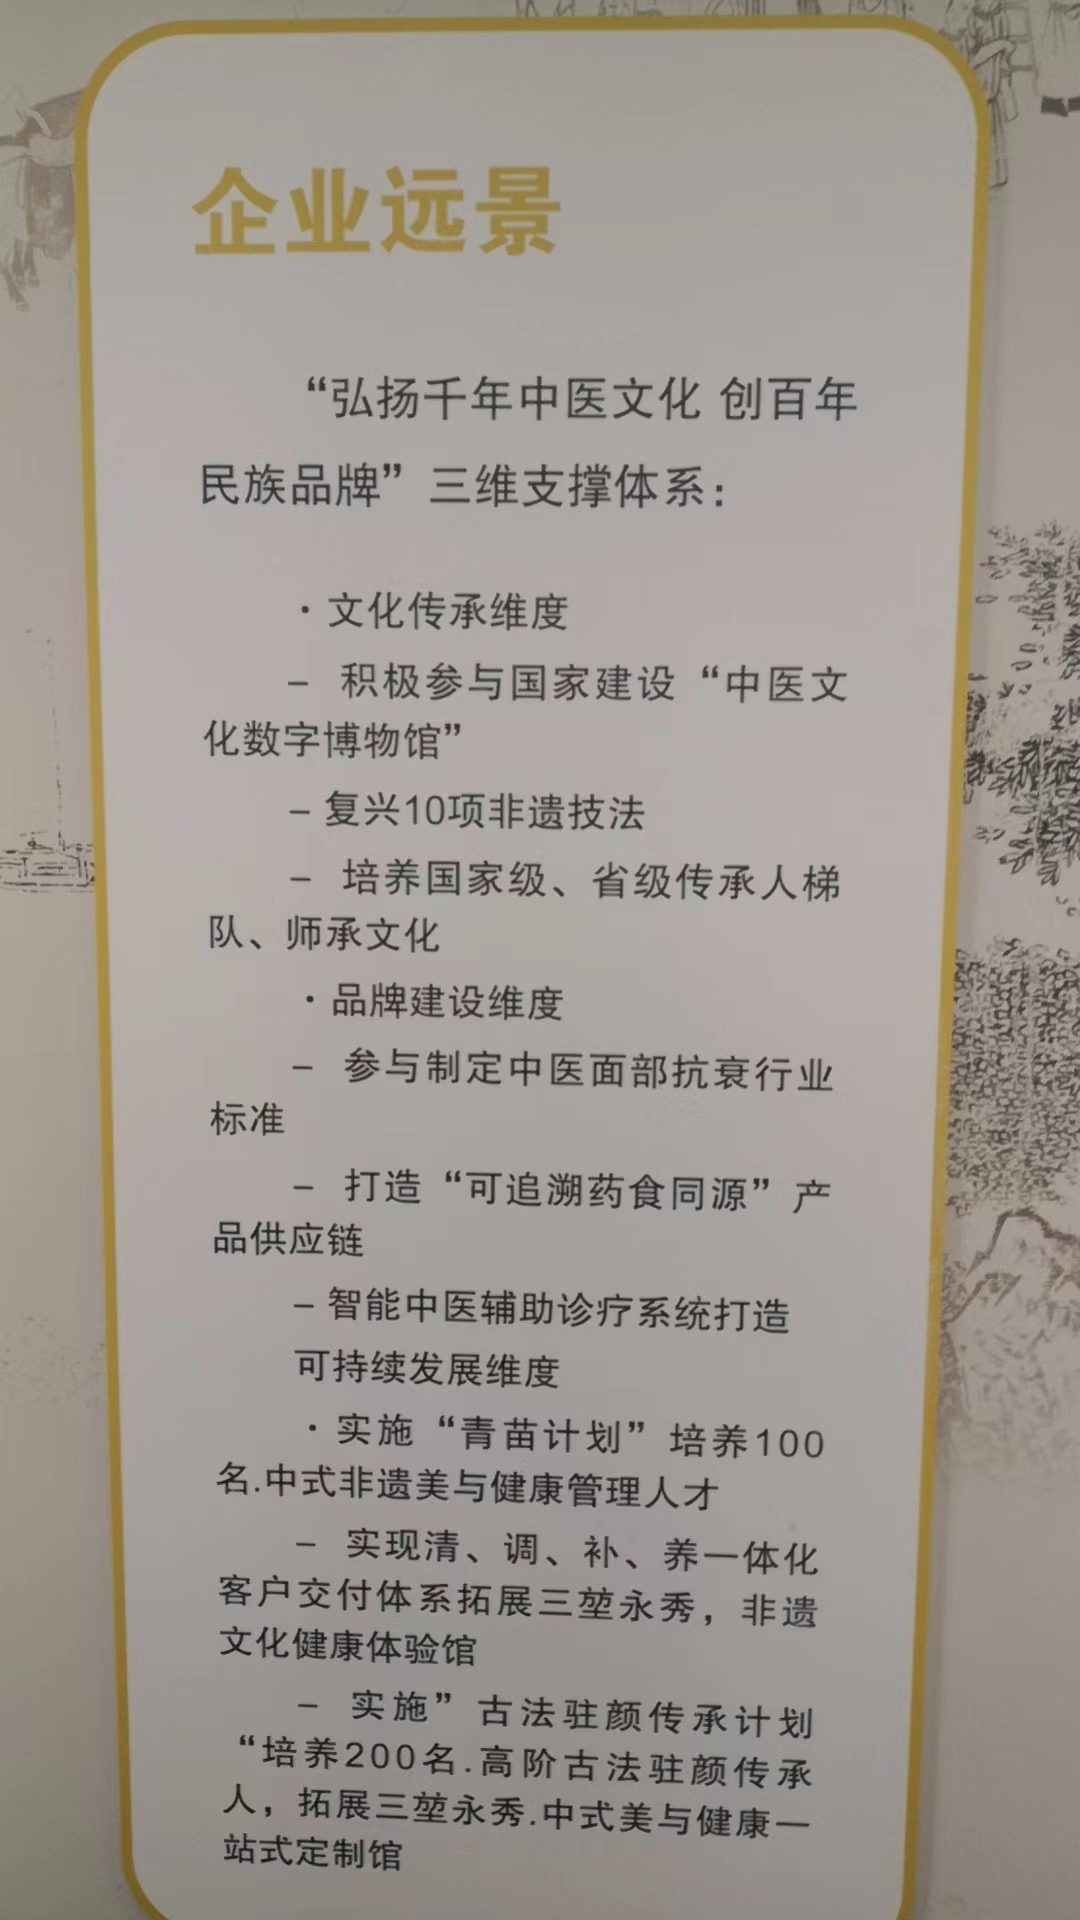 企业远景
“弘扬千年中医文化 创百年
民族品牌”三维支撑体系:
·文化传承维度
– 积极参与国家建设“中医文
化数字博物馆”
– 复兴10项非遗技法
– 培养国家级、省级传承人梯
队、师承文化
·品牌建设维度
– 参与制定中医面部抗衰行业
标准
– 打造“可追溯药食同源”产
品供应链
– 智能中医辅助诊疗系统打造
可持续发展维度
·实施“青苗计划”培养100
名.中式非遗美与健康管理人才
– 实现清、调、补、养一体化
客户交付体系拓展三堃永秀，非遗
文化健康体验馆
– 实施”古法驻颜传承计划
“培养200名.高阶古法驻颜传承
人，拓展三堃永秀.中式美与健康一
站式定制馆